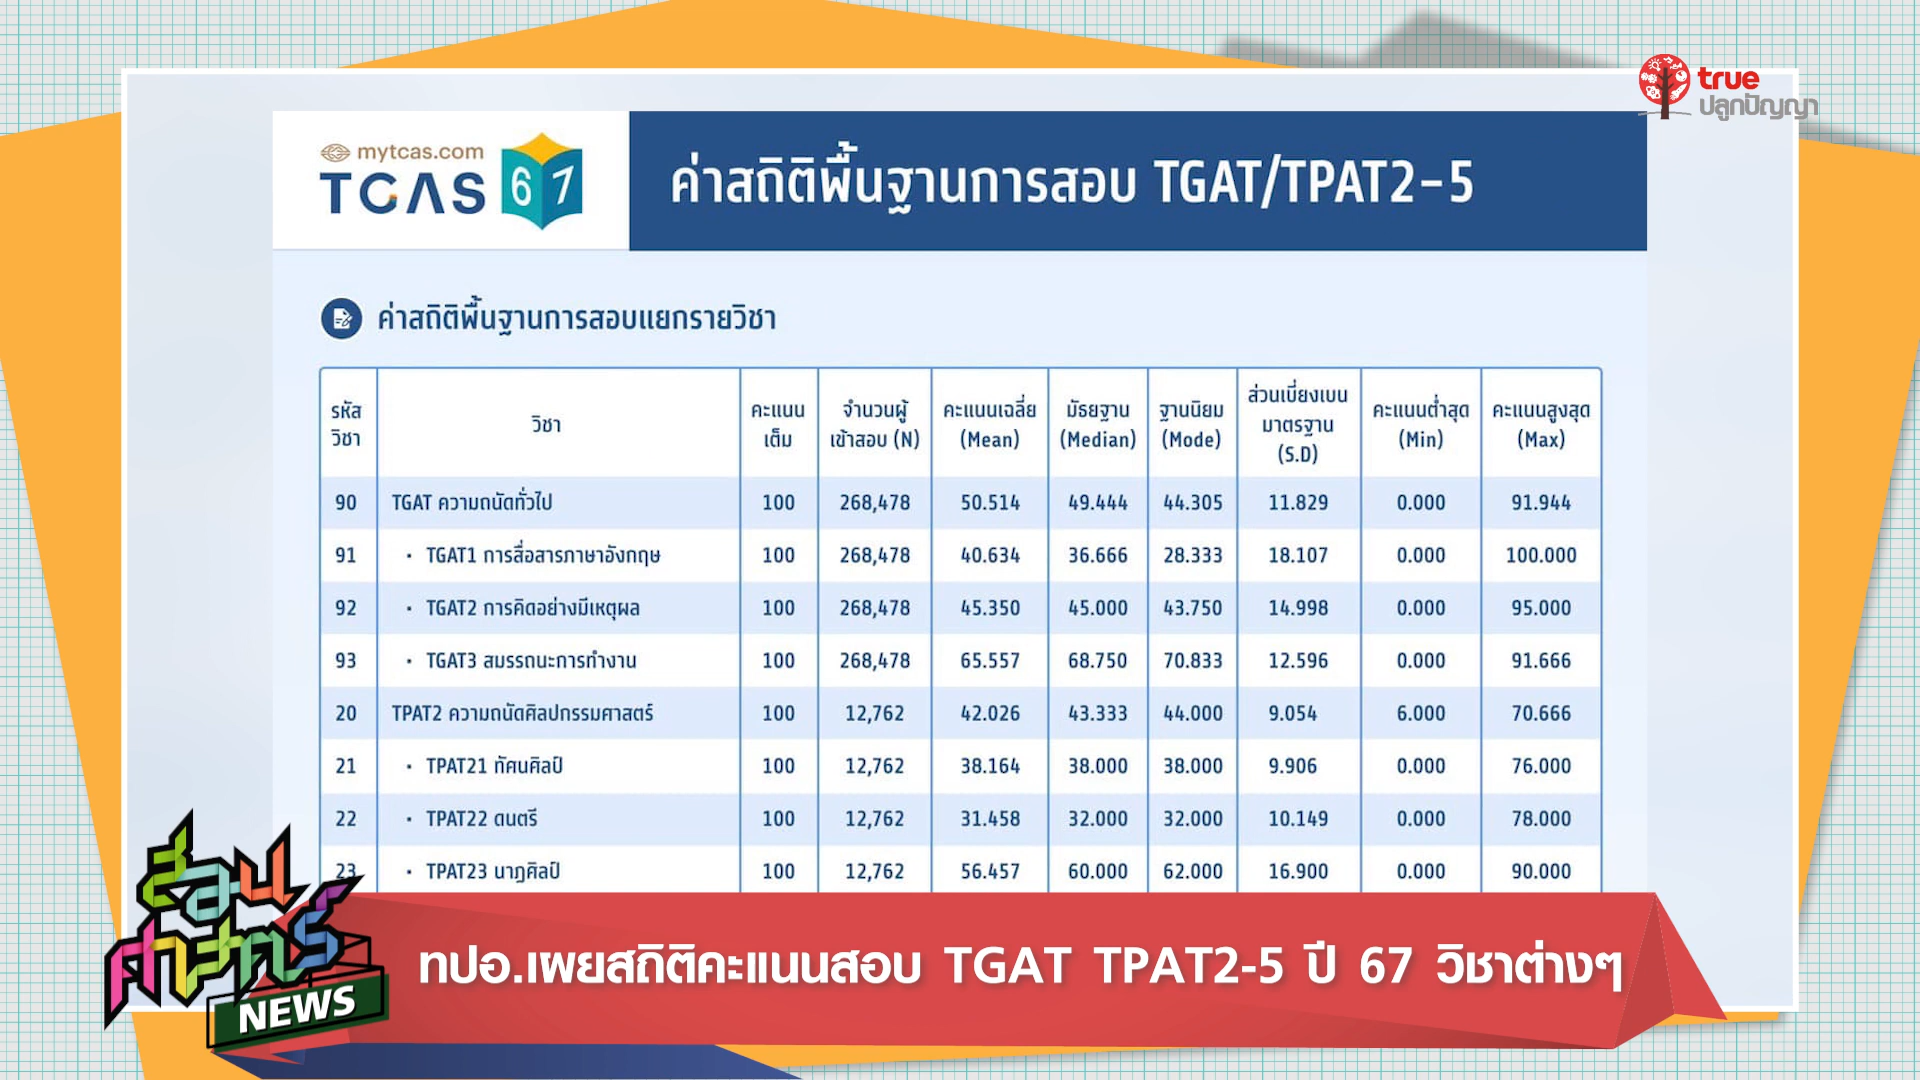 true
ปลูกปัญญา
mytcas.com
TCAS 67
ค่าสถิติพื้นฐานการสอบ TGAT/TPAT2-5
ค่าสถิติพื้นฐานการสอบแยกรายวิชา
รหัสวิชา วิชา คะแนนเต็ม จำนวนผู้เข้าสอบ (N) คะแนนเฉลี่ย (Mean) มัธยฐาน (Median) ฐานนิยม (Mode) ส่วนเบี่ยงเบนมาตรฐาน (S.D) คะแนนต่ำสุด (Min) คะแนนสูงสุด (Max)
90 TGAT ความถนัดทั่วไป 100 268,478 50.514 49.444 44.305 11.829 0.000 91.944
91 • TGAT1 การสื่อสารภาษาอังกฤษ 100 268,478 40.634 36.666 28.333 18.107 0.000 100.000
92 • TGAT2 การคิดอย่างมีเหตุผล 100 268,478 45.350 45.000 43.750 14.998 0.000 95.000
93 • TGAT3 สมรรถนะการทำงาน 100 268,478 65.557 68.750 70.833 12.596 0.000 91.666
20 TPAT2 ความถนัดศิลปกรรมศาสตร์ 100 12,762 42.026 43.333 44.000 9.054 6.000 70.666
21 • TPAT21 ทัศนศิลป์ 100 12,762 38.164 38.000 38.000 9.906 0.000 76.000
22 • TPAT22 ดนตรี 100 12,762 31.458 32.000 32.000 10.149 0.000 78.000
23 • TPAT23 นาฏศิลป์ 100 12,762 56.457 60.000 62.000 16.900 0.000 90.000
สอนศาสตร์
NEWS
ทปอ.เผยสถิติคะแนนสอบ TGAT TPAT2-5 ปี 67 วิชาต่างๆ